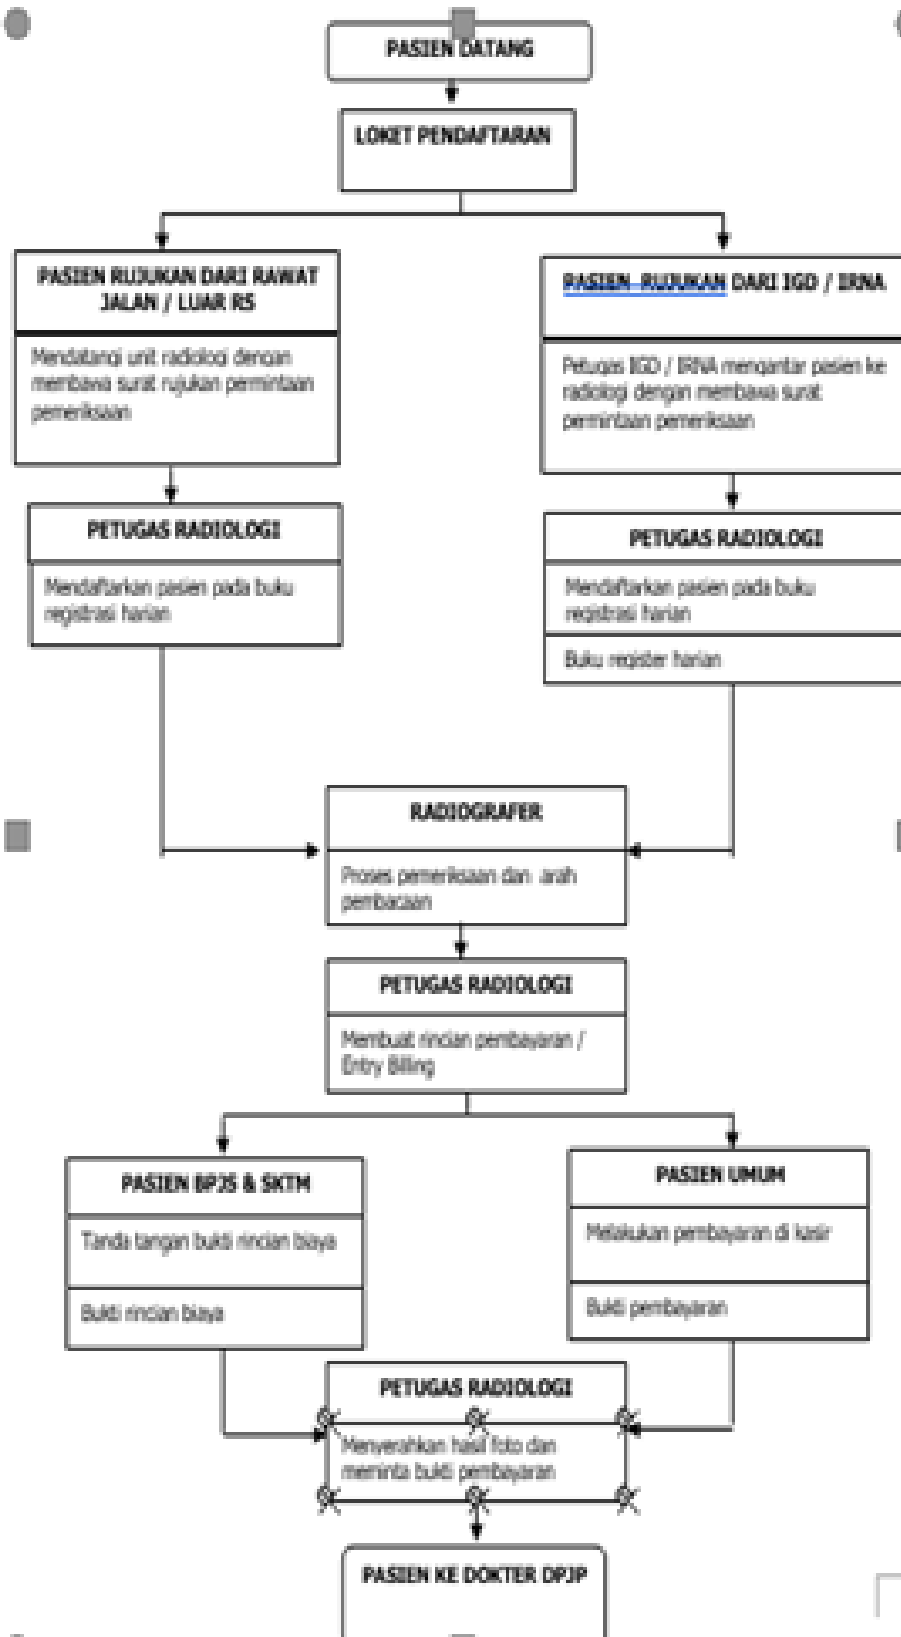 PASIEN DATANG
LOKET PENDAFTARAN
PASIEN RUJUKAN DARI RAWAT
JALAN / LUAR RS
Mendatangi unit radiologi dengan
membawa surat rujukan permintaan
pemeriksaan
PASIEN RUJUKAN DARI IGD / IRNA
Petugas IGD / IRNA mengantar pasien ke
radiologi dengan membawa surat
permintaan pemeriksaan
PETUGAS RADIOLOGI
Mendaftarkan pasien pada buku
registrasi harian
PETUGAS RADIOLOGI
Mendaftarkan pasien pada buku
registrasi harian
Buku register harian
RADIOGRAFER
Proses pemeriksaan dan arah
pembacaan
PETUGAS RADIOLOGI
Membuat rincian pembayaran /
Entry Billing
PASIEN BPJS & SKTM
Tanda tangan bukti rincian biaya
Bukti rincian biaya
PASIEN UMUM
Melakukan pembayaran di kasir
Bukti pembayaran
PETUGAS RADIOLOGI
Menyerahkan hasil foto dan
meminta bukti pembayaran
PASIEN KE DOKTER DPJP